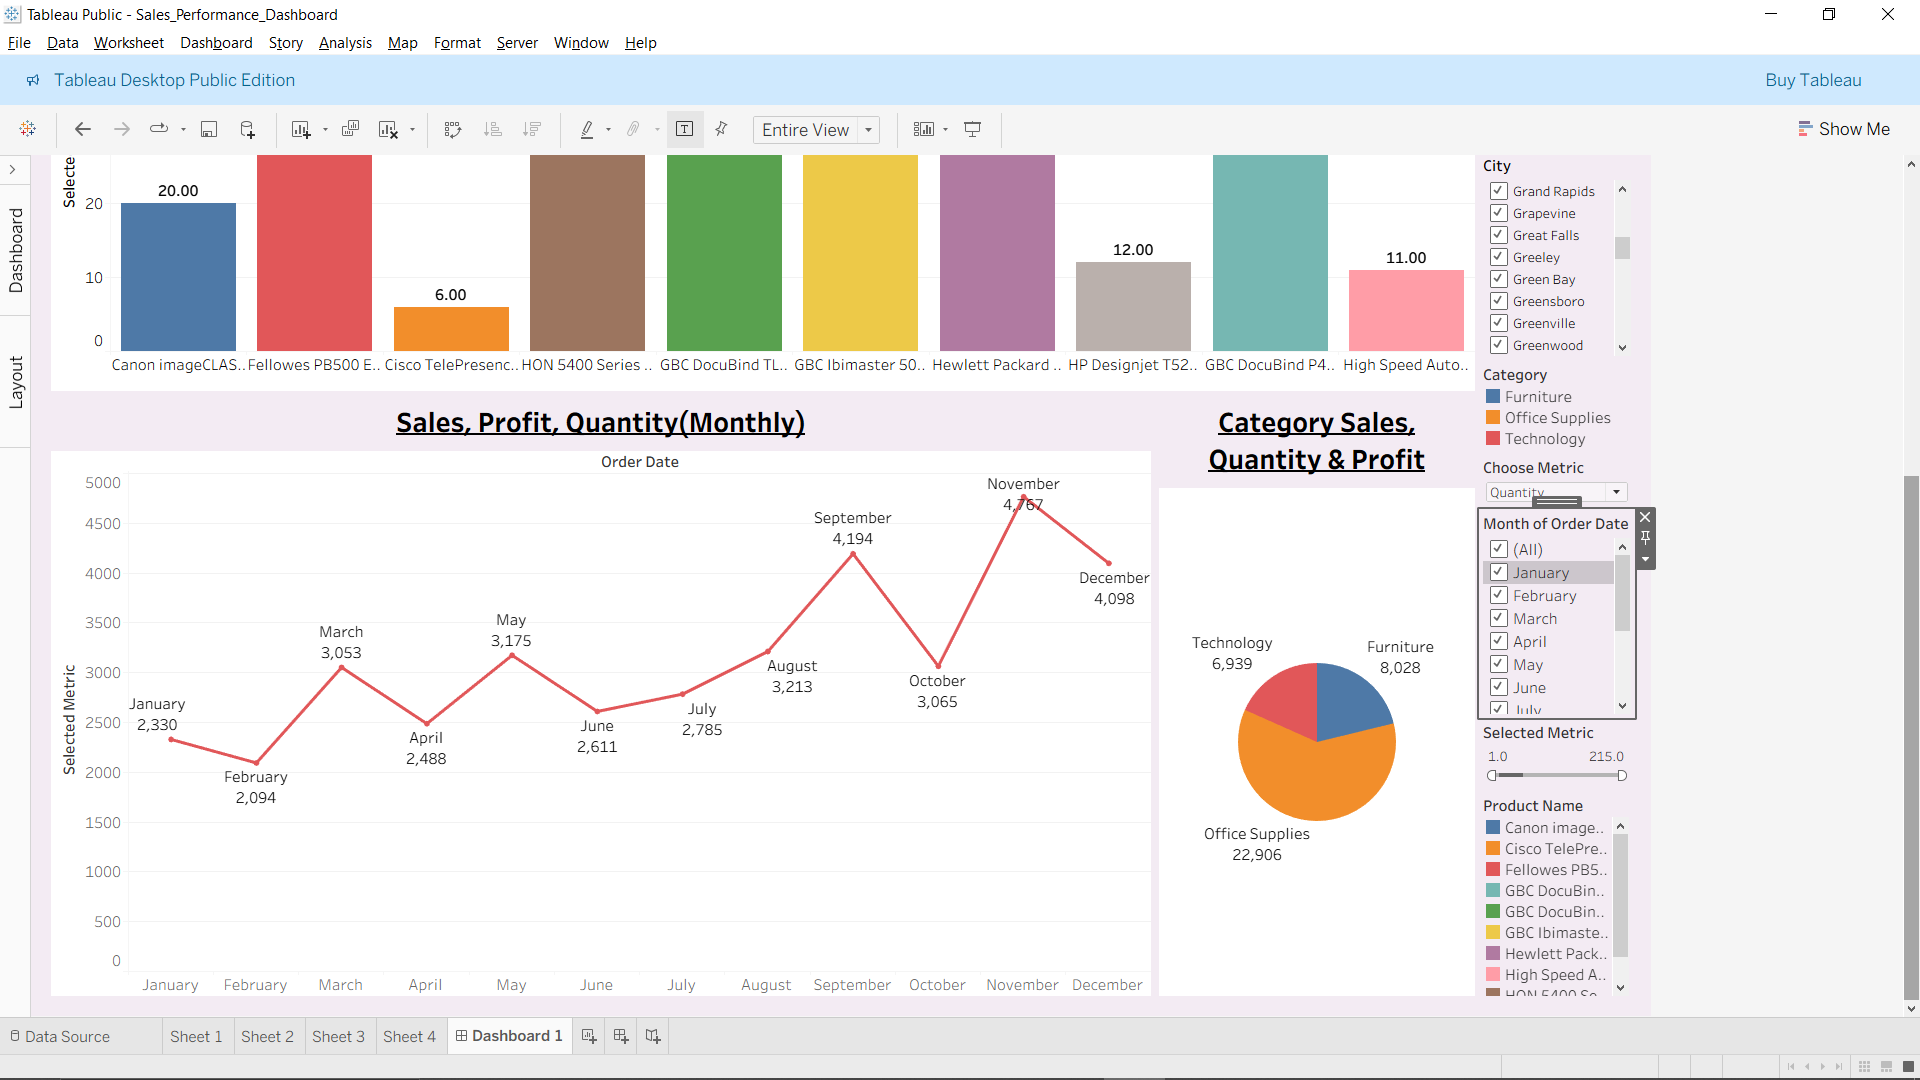 Tableau Public - Sales_Performance_Dashboard
File Data Worksheet Dashboard Story Analysis Map Format Server Window Help
Tableau Desktop Public Edition
Buy Tableau
Entire View
Show Me
Dashboard
Layout
Selecte
20
10
0
20.00
6.00
12.00
11.00
Canon imageCLAS..
Fellowes PB500 E..
Cisco TelePresenc..
HON 5400 Series ..
GBC DocuBind TL..
GBC Ibimaster 50..
Hewlett Packard ..
HP Designjet T52..
GBC DocuBind P4..
High Speed Auto..
Sales, Profit, Quantity(Monthly)
Order Date
Selected Metric
5000
4500
4000
3500
3000
2500
2000
1500
1000
500
0
January
2,330
February
2,094
March
3,053
April
2,488
May
3,175
June
2,611
July
2,785
August
3,213
September
4,194
October
3,065
November
4,767
December
4,098
January February March April May June July August September October November December
Category Sales,
Quantity & Profit
Technology
6,939
Furniture
8,028
Office Supplies
22,906
City
Grand Rapids
Grapevine
Great Falls
Greeley
Green Bay
Greensboro
Greenville
Greenwood
Category
Furniture
Office Supplies
Technology
Choose Metric
Quantity
Month of Order Date
(All)
January
February
March
April
May
June
July
Selected Metric
1.0 215.0
Product Name
Canon image..
Cisco TelePre..
Fellowes PB5..
GBC DocuBin..
GBC DocuBin..
GBC Ibimaste..
Hewlett Pack..
High Speed A..
HON 5400 Se..
Data Source
Sheet 1
Sheet 2
Sheet 3
Sheet 4
Dashboard 1